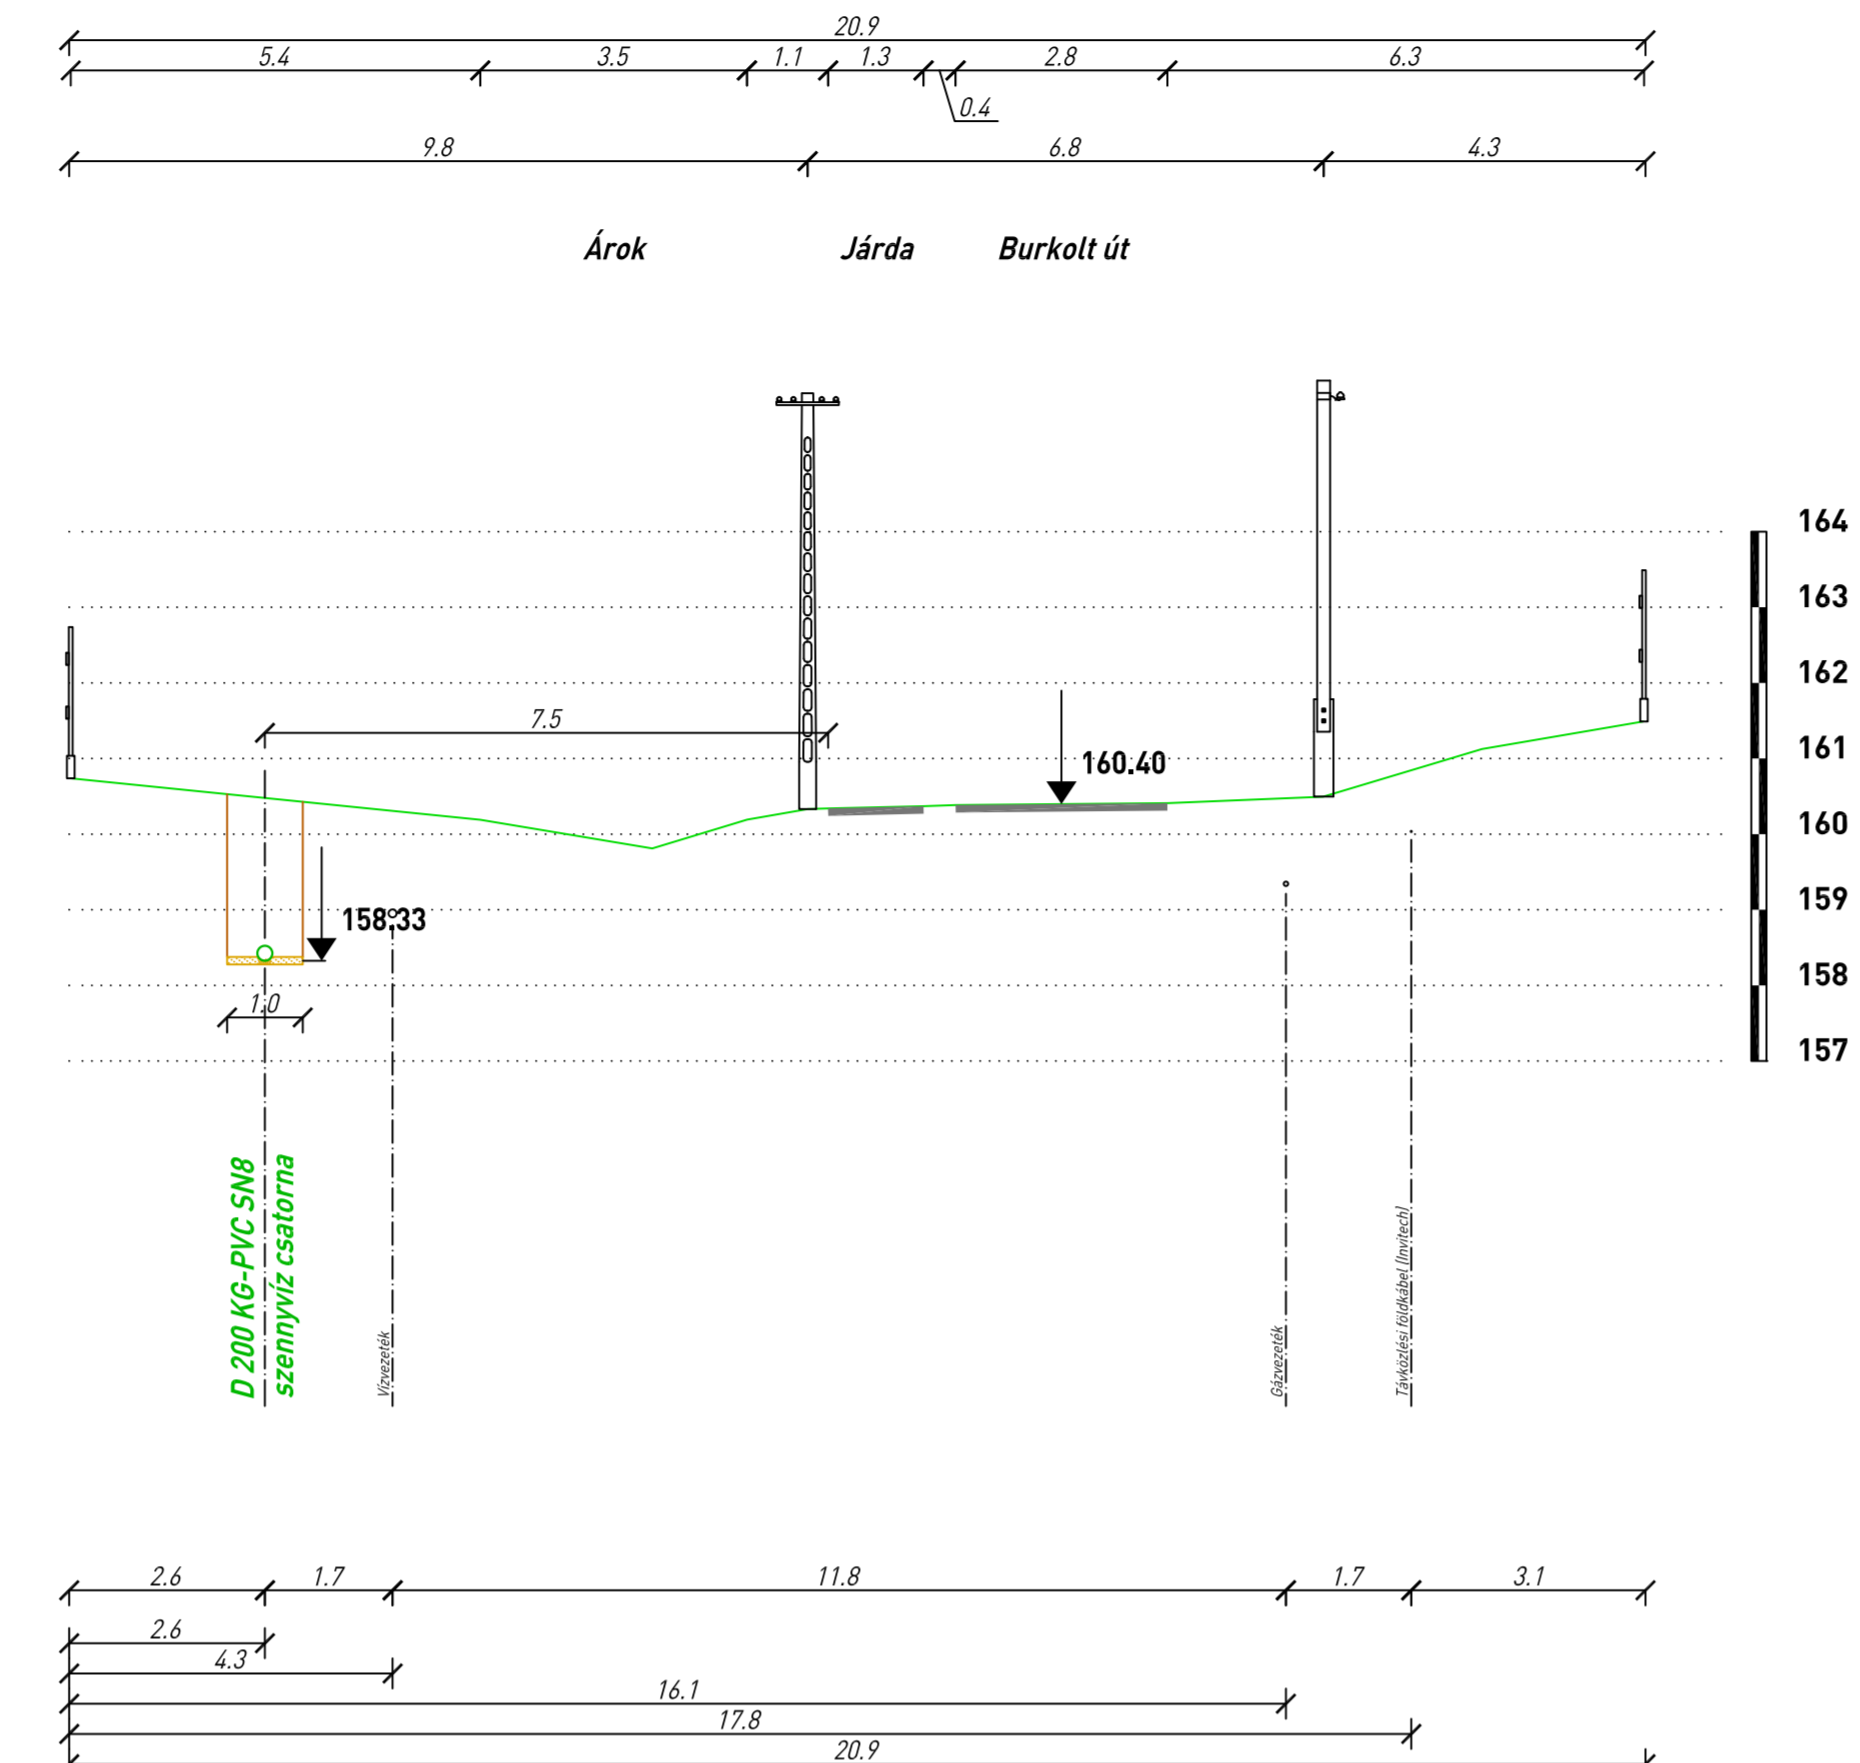 20.9
5.4 3.5 1.1 1.3 2.8 6.3
0.4
9.8 6.8 4.3
Árok Járda Burkolt út
164
163
162
7.5
161
160.40
160
159
158.33
158
1.0
157
D 200 KG-PVC SN8
szennyvíz csatorna
Vízvezeték
Gázvezeték
Távközlési földkábel (Invitech)
2.6 1.7 11.8 1.7 3.1
2.6
4.3
16.1
17.8
20.9